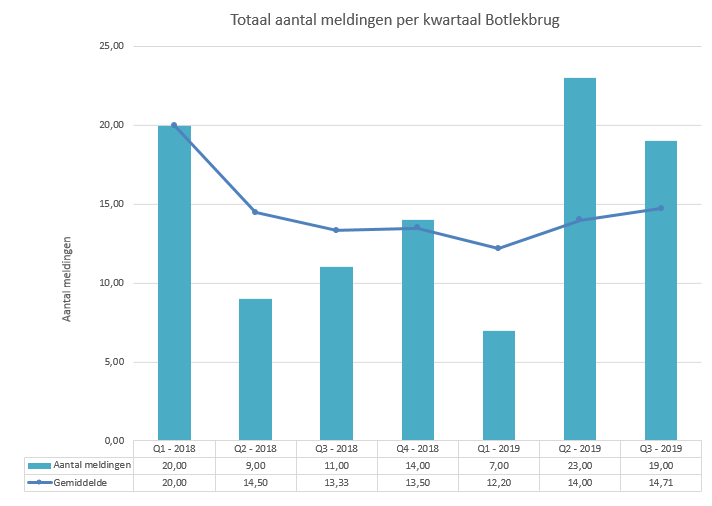 Totaal aantal meldingen per kwartaal Botlekbrug
25,00
20,00
15,00
10,00
5,00
0,00
Aantal meldingen
Q1 - 2018 Q2 - 2018 Q3 - 2018 Q4 - 2018 Q1 - 2019 Q2 - 2019 Q3 - 2019
Aantal meldingen 20,00 9,00 11,00 14,00 7,00 23,00 19,00
Gemiddelde 20,00 14,50 13,33 13,50 12,20 14,00 14,71